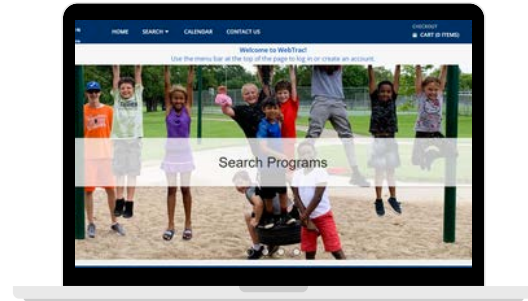 HOME SEARCH CALENDAR CONTACT US
CHECKOUT
CART (0 ITEMS)
Welcome to WebTrac!
Use the menu bar at the top of the page to log in or create an account.
Search Programs